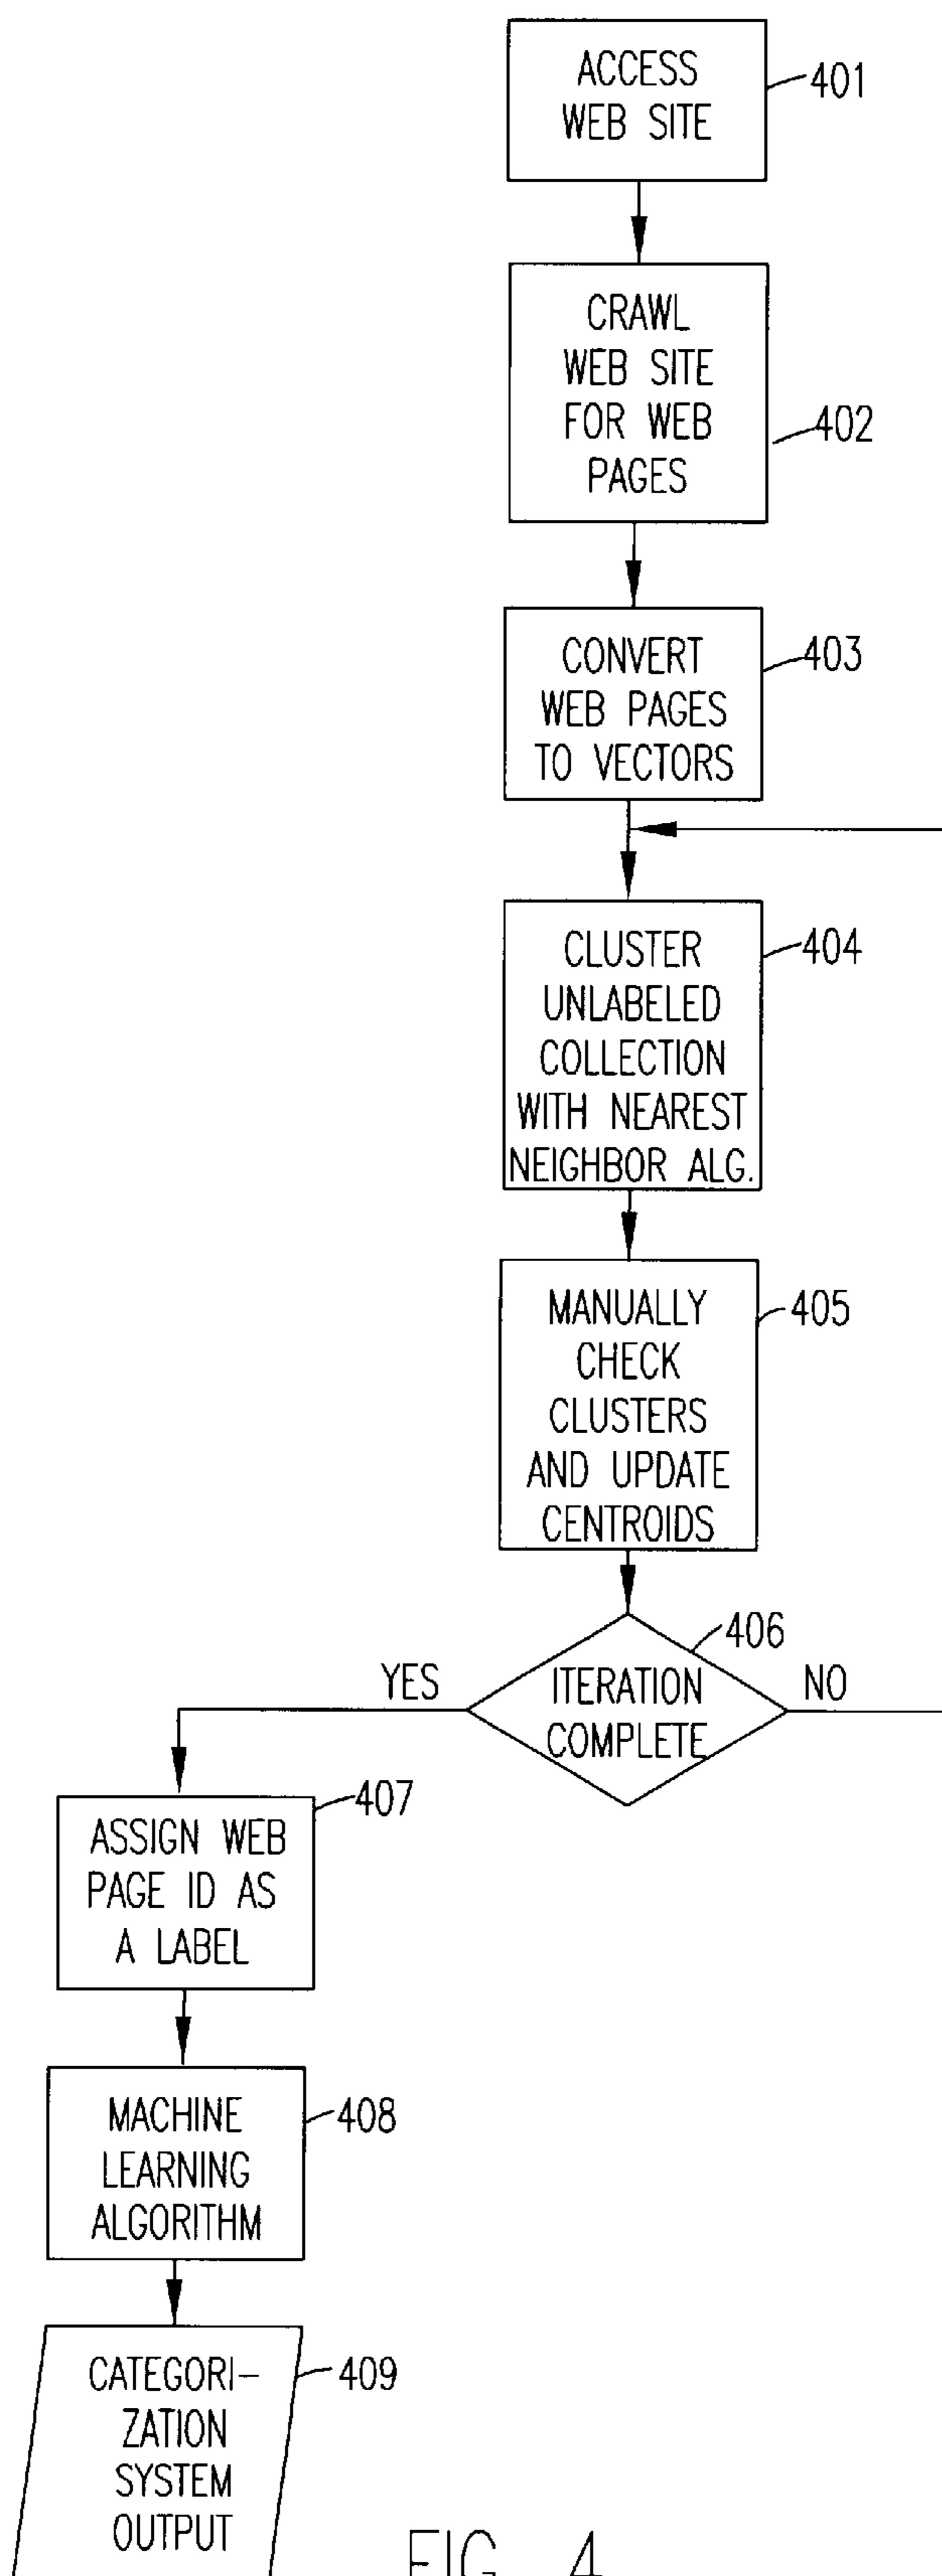 ACCESS
WEB SITE
401
CRAWL
WEB SITE
FOR WEB
PAGES
402
CONVERT
WEB PAGES
TO VECTORS
403
CLUSTER
UNLABELED
COLLECTION
WITH NEAREST
NEIGHBOR ALG.
404
MANUALLY
CHECK
CLUSTERS
AND UPDATE
CENTROIDS
405
ITERATION
COMPLETE
406
YES
NO
ASSIGN WEB
PAGE ID AS
A LABEL
407
MACHINE
LEARNING
ALGORITHM
408
CATEGORI-
ZATION
SYSTEM
OUTPUT
409
FIG. 4